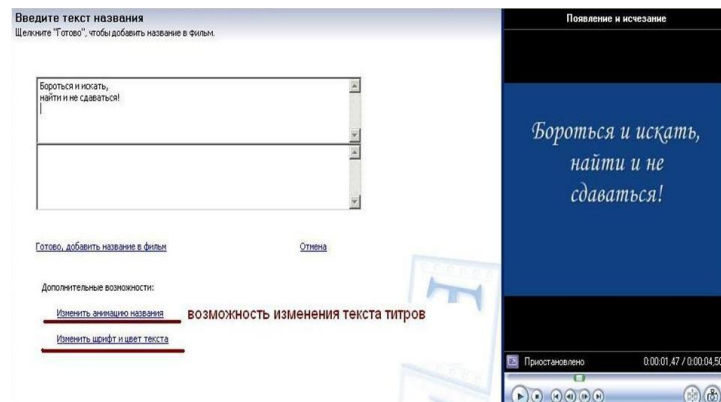 Введите текст названия
Щелкните "Готово", чтобы добавить название в фильм.
Бороться и искать,
найти и не сдаваться!
Готово, добавить название в фильм
Отмена
Дополнительные возможности:
Изменить анимацию названия
возможность изменения текста титров
Изменить шрифт и цвет текста
Появление и исчезание
Бороться и искать,
найти и не
сдаваться!
Приостановлено
0:00:01,47 / 0:00:04,50